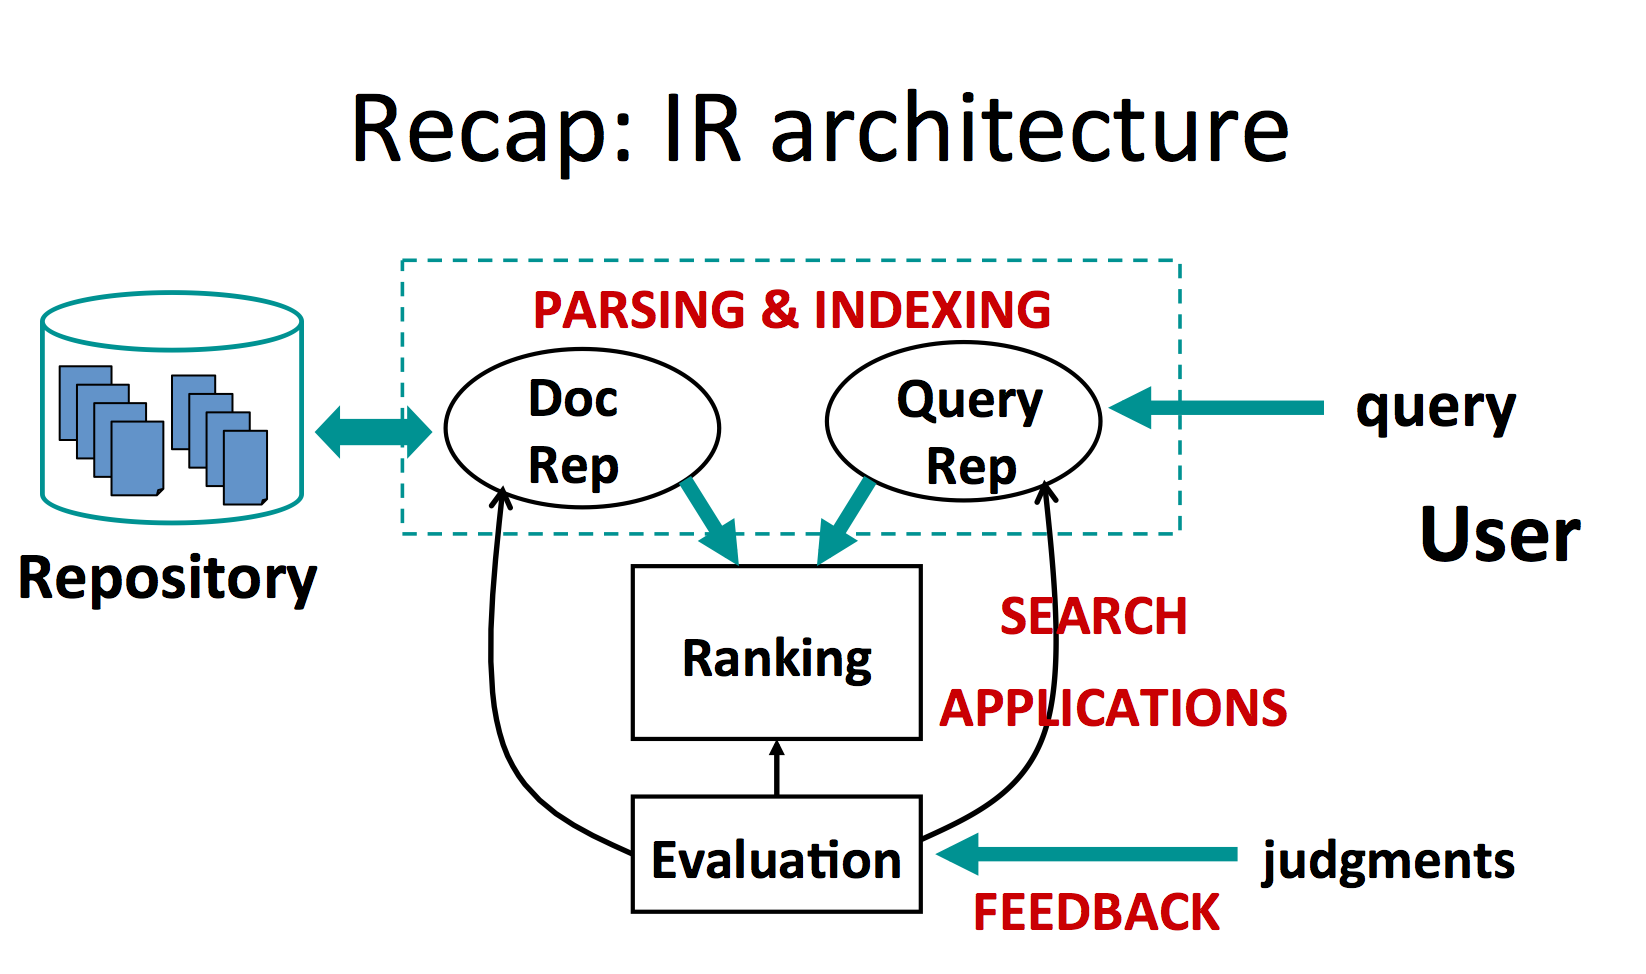 Recap: IR architecture
PARSING & INDEXING
Doc
Rep
Query
Rep
query
User
Repository
Ranking
SEARCH
APPLICATIONS
Evaluation
judgments
FEEDBACK